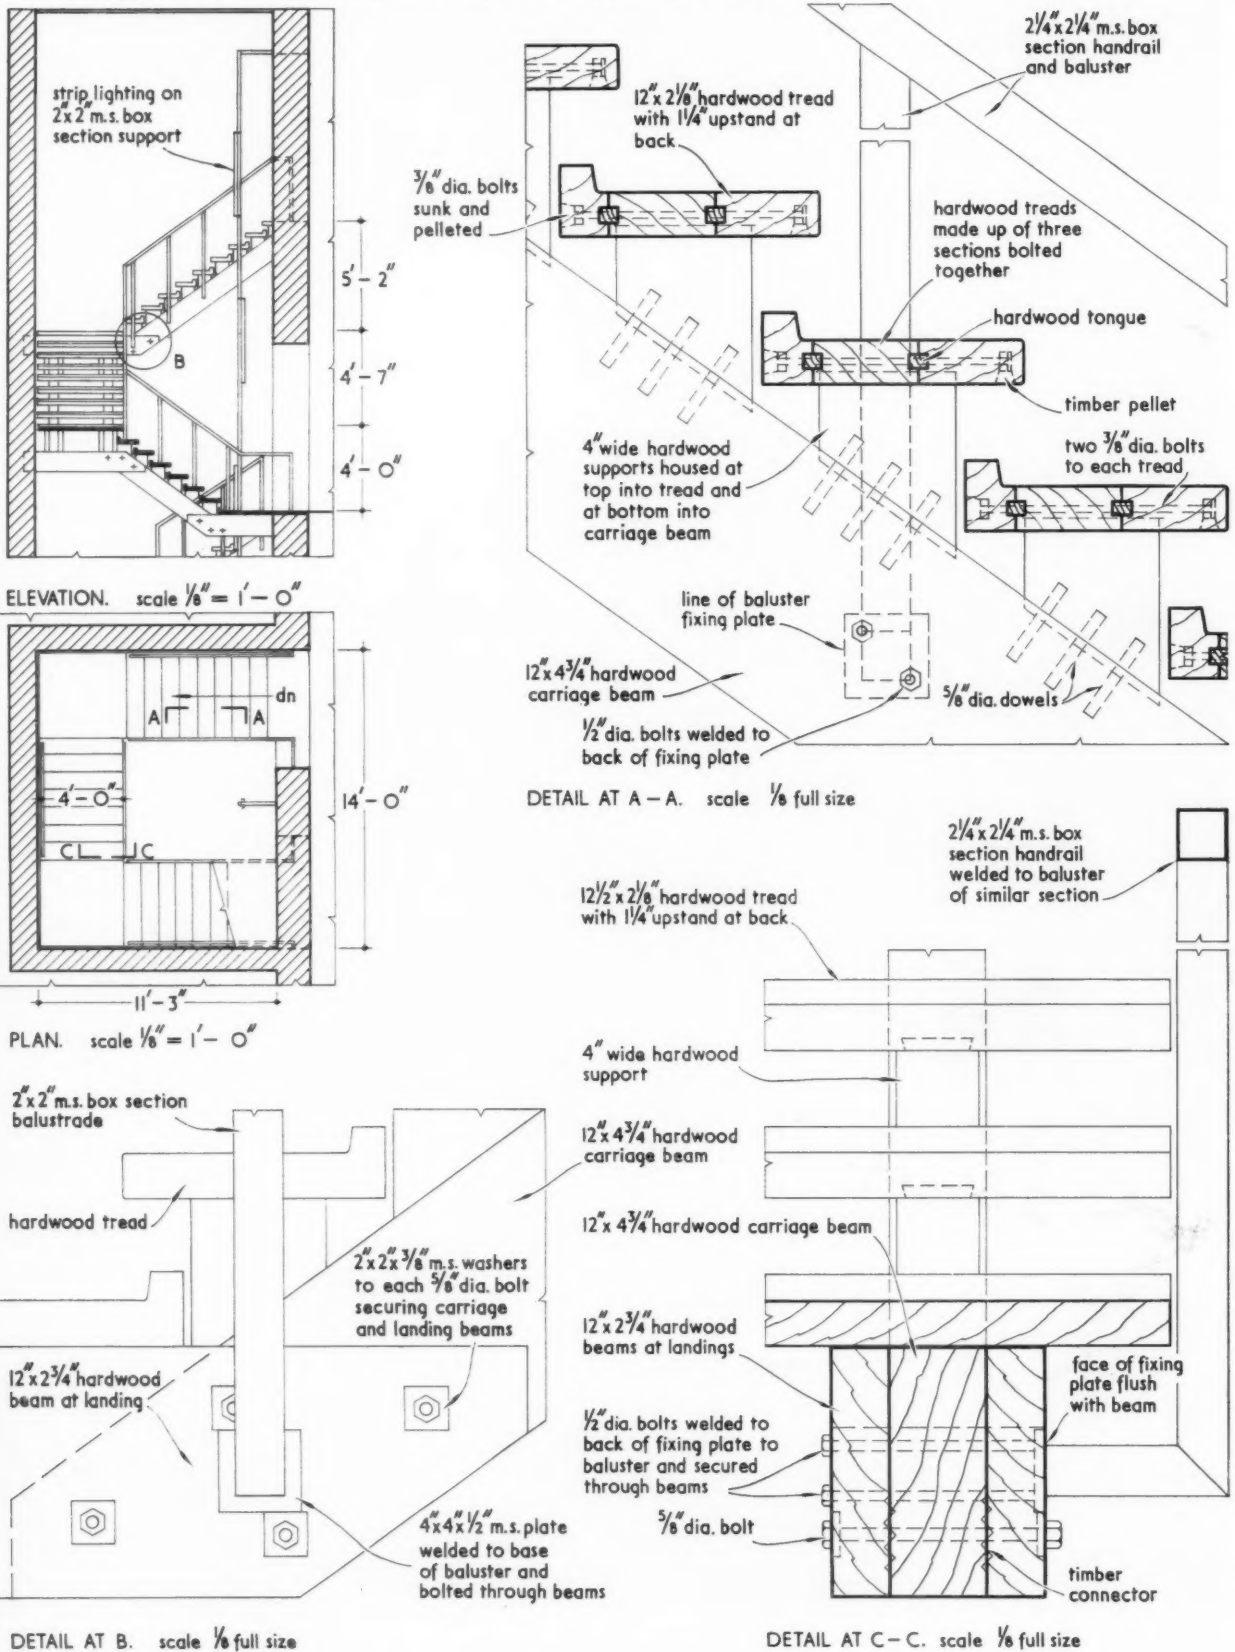 strip lighting on
2"x2" m.s. box
section support
5'-2"
B
4'-7"
4'-0"
ELEVATION. scale 1/8" = 1'-0"
dn
A A
4'-0"
14'-0"
C C
11'-3"
PLAN. scale 1/8" = 1'-0"
2 1/4"x 2 1/4" m.s. box
section handrail
and baluster
12"x 2 1/8" hardwood tread
with 1 1/4" upstand at
back
3/8" dia. bolts
sunk and
pelleted
hardwood treads
made up of three
sections bolted
together
hardwood tongue
timber pellet
4" wide hardwood
supports housed at
top into tread and
at bottom into
carriage beam
two 3/8" dia. bolts
to each tread
line of baluster
fixing plate
12"x 4 3/4" hardwood
carriage beam
1/2" dia. bolts welded to
back of fixing plate
5/8" dia. dowels
DETAIL AT A-A. scale 1/8 full size
2"x 2" m.s. box section
balustrade
hardwood tread
12"x 4 3/4" hardwood
carriage beam
2"x 2"x 3/8" m.s. washers
to each 5/8" dia. bolt
securing carriage
and landing beams
12"x 2 3/4" hardwood
beam at landing
4"x 4"x 1/2" m.s. plate
welded to base
of baluster and
bolted through beams
DETAIL AT B. scale 1/8 full size
2 1/4"x 2 1/4" m.s. box
section handrail
welded to baluster
of similar section
12 1/2"x 2 1/8" hardwood tread
with 1 1/4" upstand at back
4" wide hardwood
support
12"x 4 3/4" hardwood carriage beam
12"x 2 3/4" hardwood
beams at landings
face of fixing
plate flush
with beam
1/2" dia. bolts welded to
back of fixing plate to
baluster and secured
through beams
5/8" dia. bolt
timber
connector
DETAIL AT C-C. scale 1/8 full size